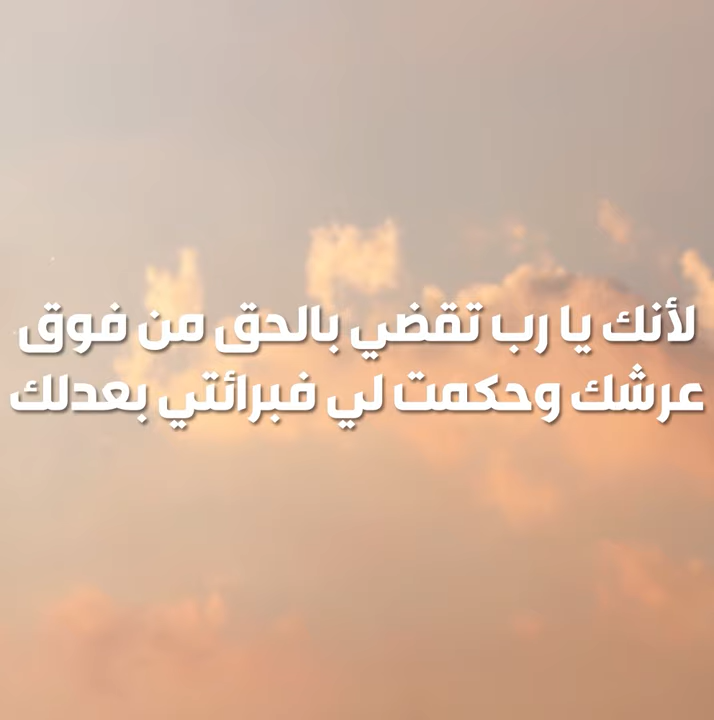 لأنك يا رب تقضي بالحق من فوق
عرشك وحكمت لي فبرائتي بعدلك